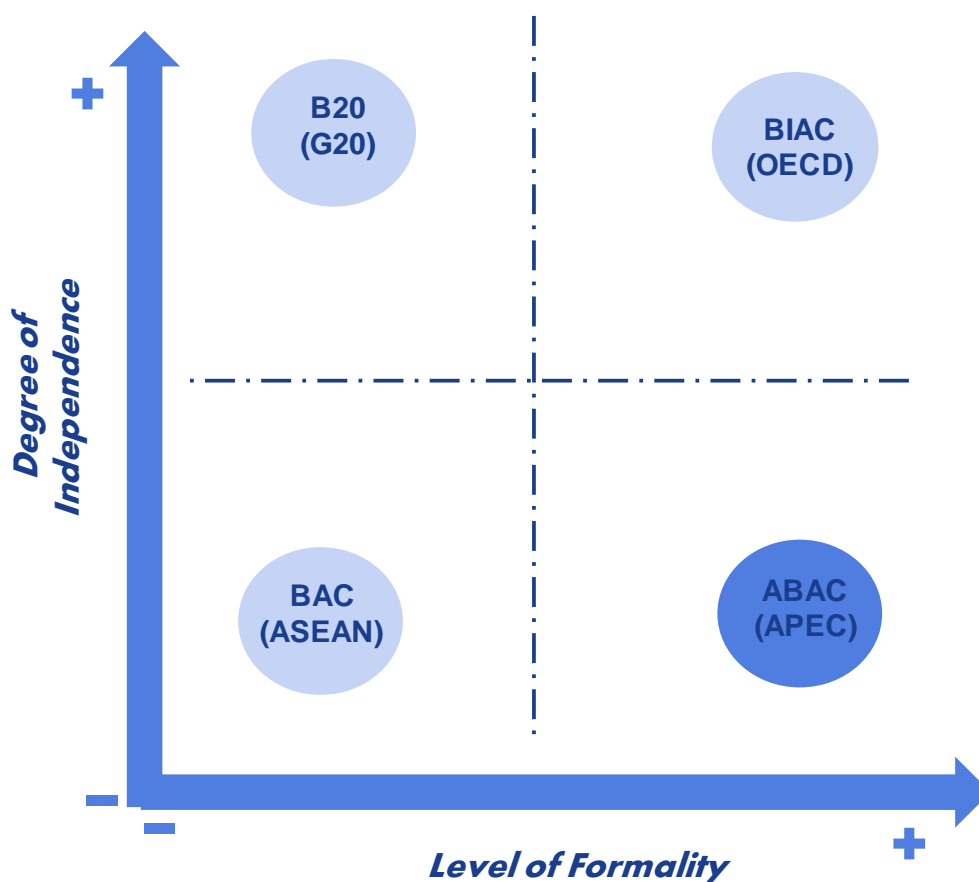 B20
(G20)
BIAC
(OECD)
Degree of
Independence
BAC
(ASEAN)
ABAC
(APEC)
Level of Formality